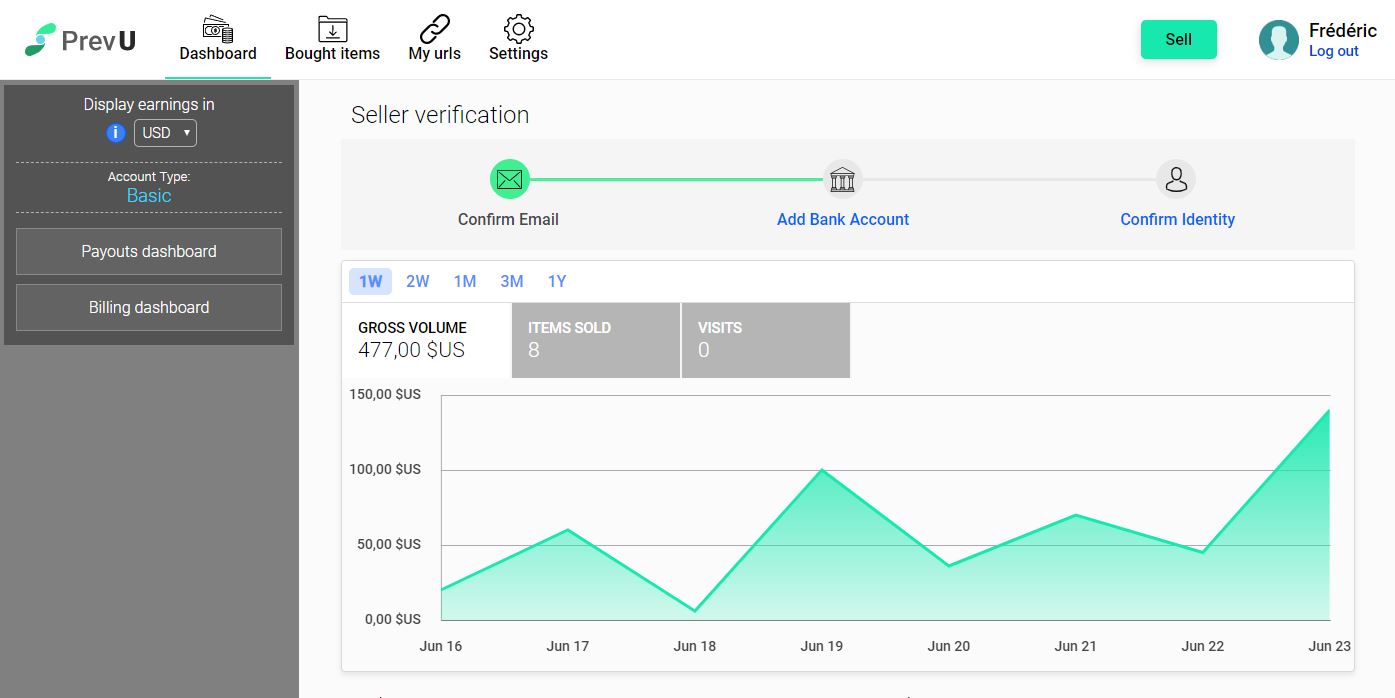 PrevU
Dashboard
Bought items
My urls
Settings
Sell
Frédéric
Log out
Display earnings in
i USD
Account Type:
Basic
Payouts dashboard
Billing dashboard
Seller verification
Confirm Email
Add Bank Account
Confirm Identity
1W 2W 1M 3M 1Y
GROSS VOLUME
477,00 $US
ITEMS SOLD
8
VISITS
0
150,00 $US
100,00 $US
50,00 $US
0,00 $US
Jun 16 Jun 17 Jun 18 Jun 19 Jun 20 Jun 21 Jun 22 Jun 23